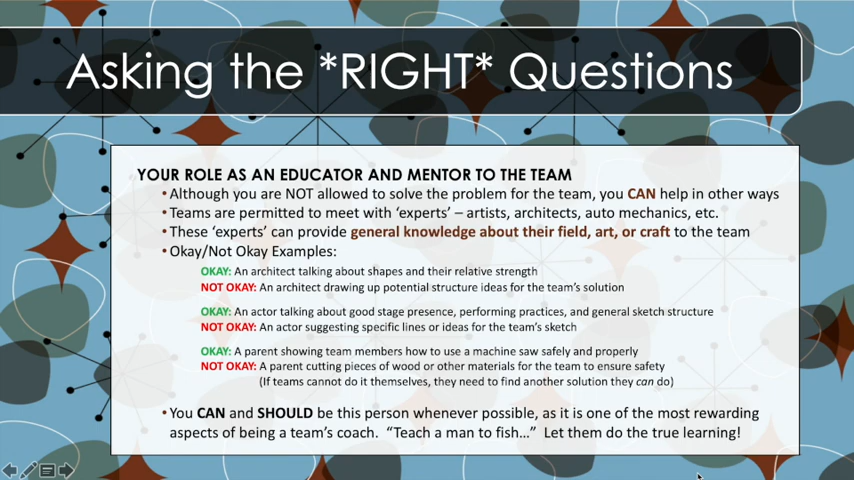 Asking the *RIGHT* Questions
YOUR ROLE AS AN EDUCATOR AND MENTOR TO THE TEAM
•Although you are NOT allowed to solve the problem for the team, you CAN help in other ways
•Teams are permitted to meet with ‘experts’ – artists, architects, auto mechanics, etc.
•These ‘experts’ can provide general knowledge about their field, art, or craft to the team
•Okay/Not Okay Examples:
OKAY: An architect talking about shapes and their relative strength
NOT OKAY: An architect drawing up potential structure ideas for the team’s solution
OKAY: An actor talking about good stage presence, performing practices, and general sketch structure
NOT OKAY: An actor suggesting specific lines or ideas for the team’s sketch
OKAY: A parent showing team members how to use a machine saw safely and properly
NOT OKAY: A parent cutting pieces of wood or other materials for the team to ensure safety
(If teams cannot do it themselves, they need to find another solution they can do)
•You CAN and SHOULD be this person whenever possible, as it is one of the most rewarding
aspects of being a team’s coach. “Teach a man to fish…” Let them do the true learning!